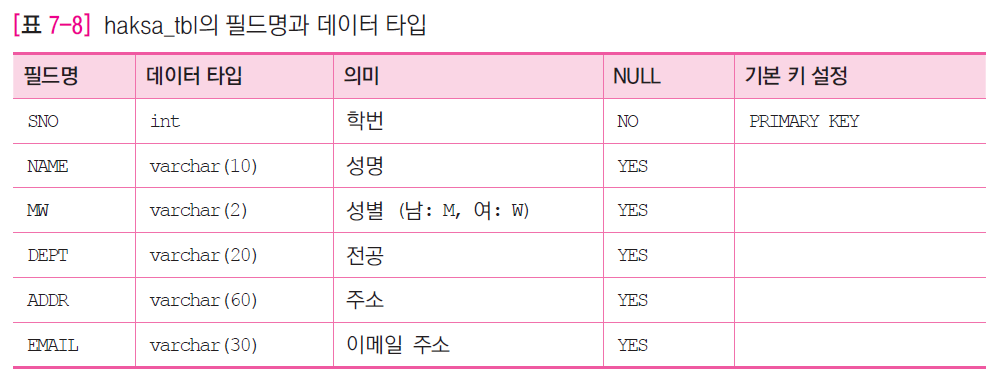 [표 7-8] haksa_tbl의 필드명과 데이터 타입
필드명 데이터 타입 의미 NULL 기본 키 설정
SNO int 학번 NO PRIMARY KEY
NAME varchar(10) 성명 YES
MW varchar(2) 성별 (남: M, 여: W) YES
DEPT varchar(20) 전공 YES
ADDR varchar(60) 주소 YES
EMAIL varchar(30) 이메일 주소 YES